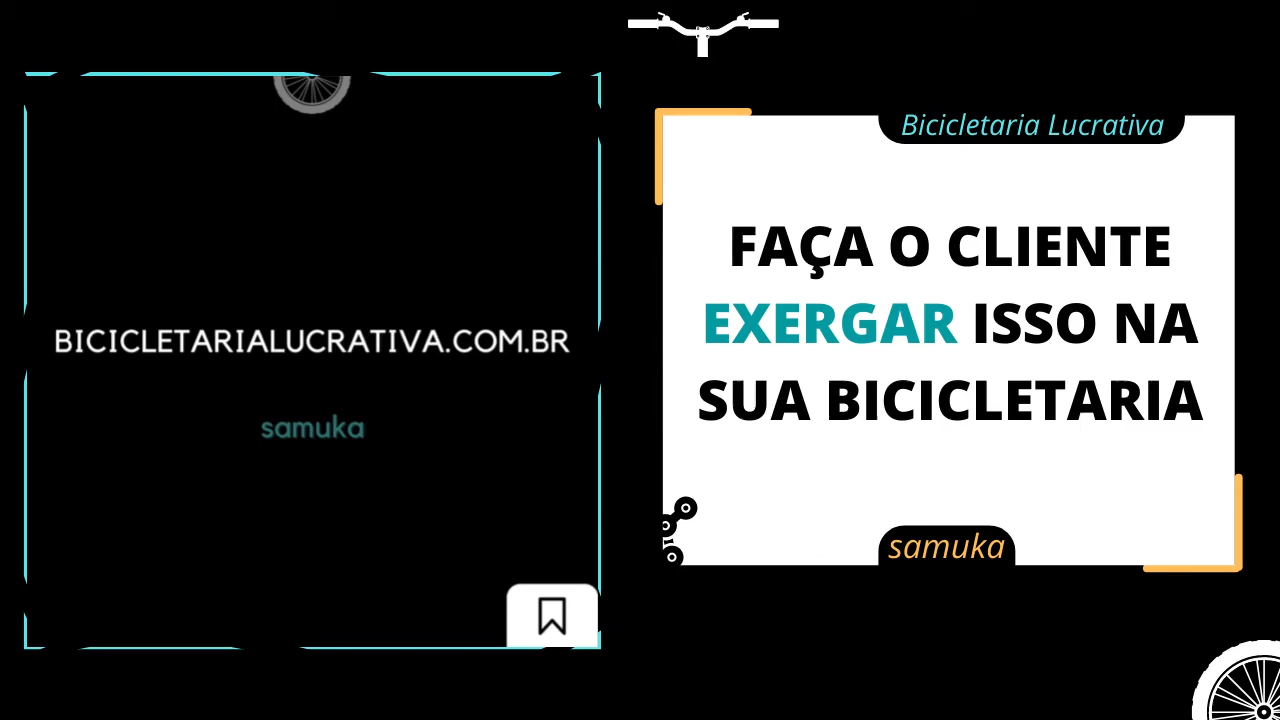 BICICLETARIALUCRATIVA.COM.BR
samuka
Bicicletaria Lucrativa
FAÇA O CLIENTE
EXERGAR ISSO NA
SUA BICICLETARIA
samuka